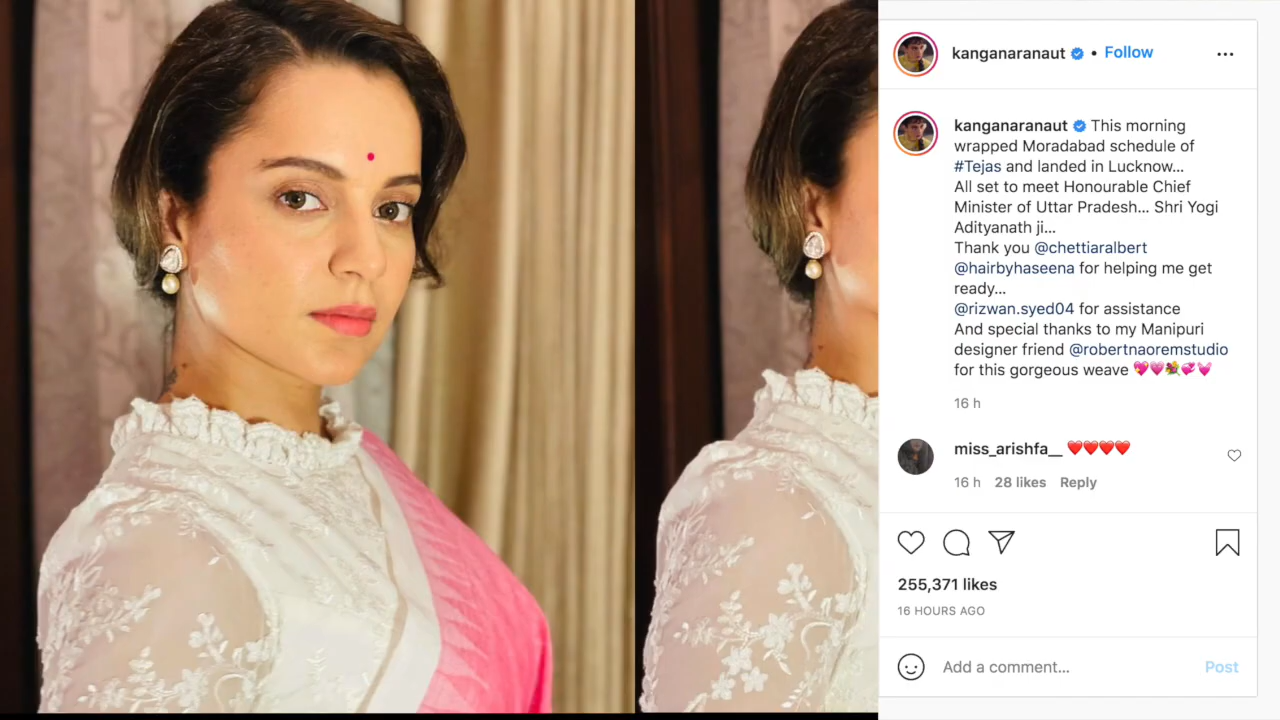 kanganaranaut • Follow
kanganaranaut This morning
wrapped Moradabad schedule of
#Tejas and landed in Lucknow...
All set to meet Honourable Chief
Minister of Uttar Pradesh... Shri Yogi
Adityanath ji...
Thank you @chettiaralbert
@hairbyhaseena for helping me get
ready...
@rizwan.syed04 for assistance
And special thanks to my Manipuri
designer friend @robertnaoremstudio
for this gorgeous weave 💖💗💐💞💓
16 h
miss_arishfa__ ❤️❤️❤️❤️
16 h 28 likes Reply
255,371 likes
16 HOURS AGO
Add a comment... Post